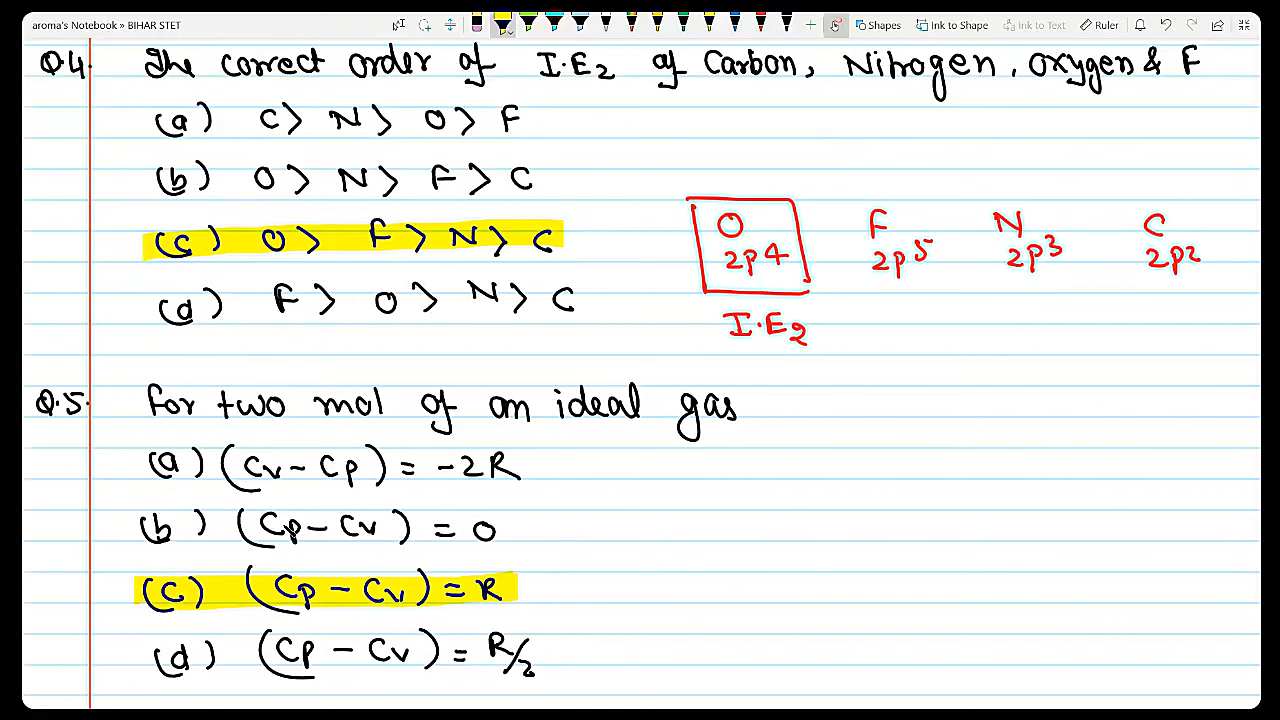 aroma's Notebook » BIHAR STET
Shapes Ink to Shape Ink to Text Ruler
Q4. The correct order of I.E2 of Carbon, Nitrogen, oxygen & F
(a) C> N> O> F
(b) O> N> F> C
(c) O> F> N> C
(d) F> O> N> C
O F N C
2p4 2p5 2p3 2p2
I.E2
Q.5. for two mol of an ideal gas
(a) (Cv-Cp) = -2R
(b) (Cp-Cv) = 0
(c) (Cp-Cv) = R
(d) (Cp-Cv) = R/2